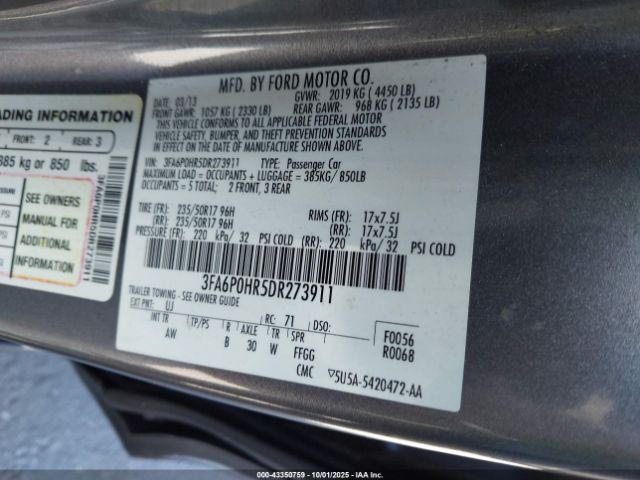 MFD. BY FORD MOTOR CO.
DATE: 03/13 GVWR: 2019 KG ( 4450 LB)
FRONT GAWR: 1057 KG ( 2330 LB) REAR GAWR: 968 KG ( 2135 LB)
THIS VEHICLE CONFORMS TO ALL APPLICABLE FEDERAL MOTOR
VEHICLE SAFETY, BUMPER, AND THEFT PREVENTION STANDARDS
IN EFFECT ON THE DATE OF MANUFACTURE SHOWN ABOVE.
VIN: 3FA6P0HR5DR273911 TYPE: Passenger Car
MAXIMUM LOAD = OCCUPANTS + LUGGAGE = 385KG/ 850LB
OCCUPANTS = 5 TOTAL; 2 FRONT, 3 REAR
TIRE (FR): 235/50R17 96H RIMS (FR): 17x7.5J
(RR): 235/50R17 96H (RR): 17x7.5J
PRESSURE (FR): 220 kPa/ 32 PSI COLD (RR) 220 kPa/ 32 PSI COLD
3FA6P0HR5DR273911
TRAILER TOWING - SEE OWNER GUIDE
EXT PNT: UJ RC: 71 DSO: F0056
INT TR TP/PS R AXLE TR SPR R0068
AW B 30 W FFGG
CMC ▽5U5A-5420472-AA
ADING INFORMATION
FRONT: 2 REAR: 3
385 kg or 850 lbs.
SEE OWNERS
MANUAL FOR
ADDITIONAL
INFORMATION
PSI
PSI
3FA6P0HR5DR273911
000-43350759 - 10/01/2025 - IAAI.COM